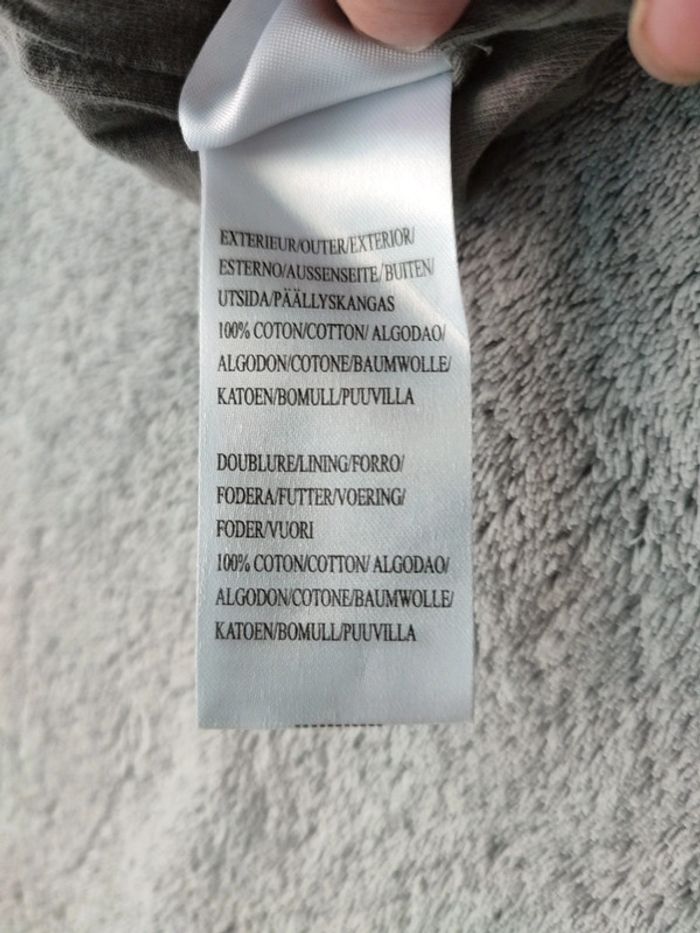 EXTERIEUR/OUTER/EXTERIOR/
ESTERNO/AUSSENSEITE/BUITEN/
UTSIDA/PÄÄLLYSKANGAS
100% COTON/COTTON/ ALGODAO/
ALGODON/COTONE/BAUMWOLLE/
KATOEN/BOMULL/PUUVILLA
DOUBLURE/LINING/FORRO/
FODERA/FUTTER/VOERING/
FODER/VUORI
100% COTON/COTTON/ ALGODAO/
ALGODON/COTONE/BAUMWOLLE/
KATOEN/BOMULL/PUUVILLA